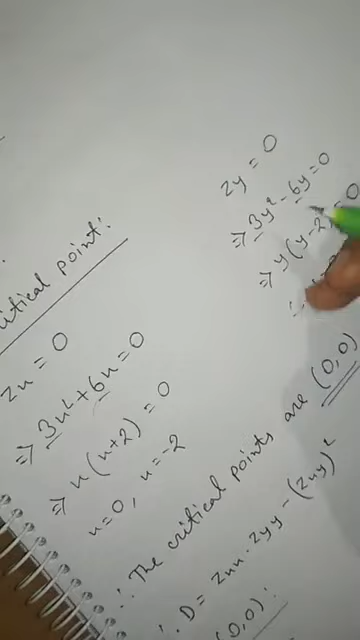 critical point:
zx = 0
⇒ 3x² + 6x = 0
⇒ x(x+2) = 0
x=0, x=-2
zy = 0
⇒ 3y² - 6y = 0
⇒ y(y-2) = 0
∴ The critical points are (0,0)
∴ D = zxx · zyy - (zxy)²
(0,0):